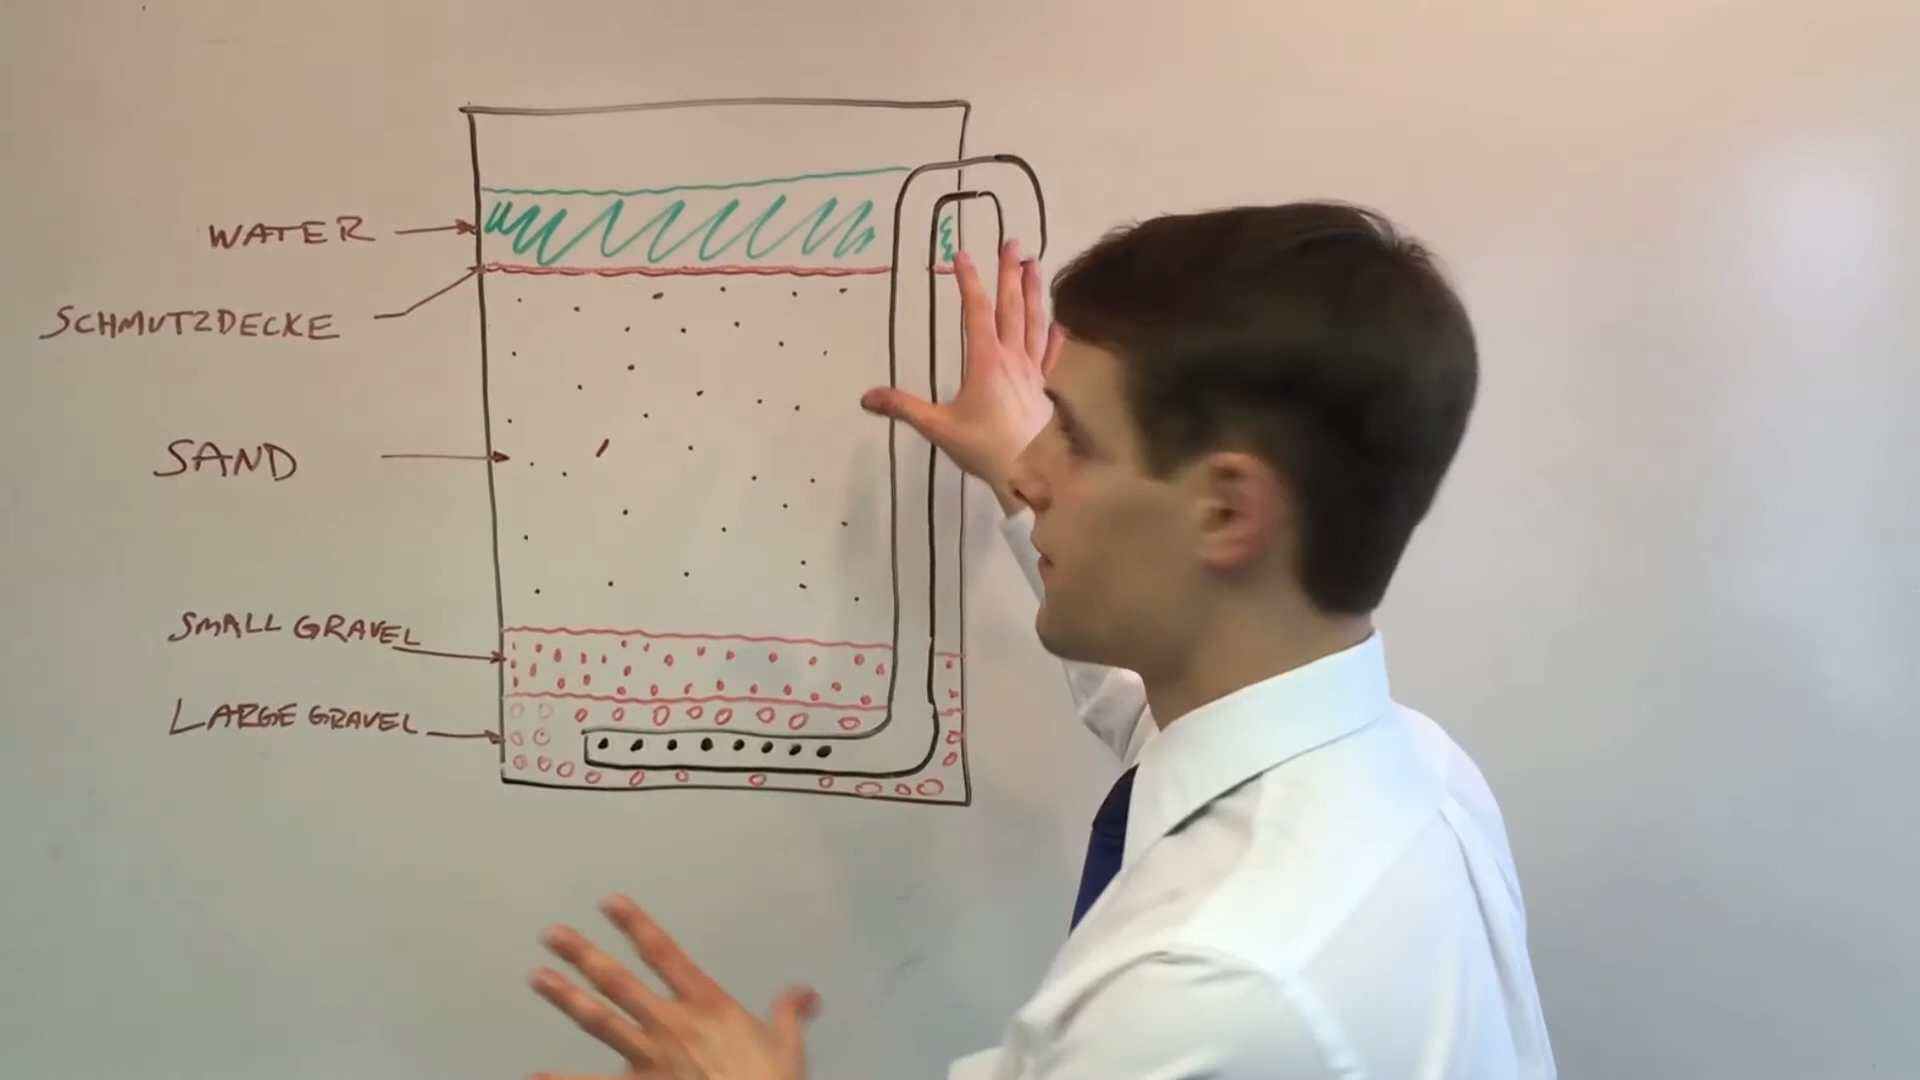 WATER
SCHMUTZDECKE
SAND
SMALL GRAVEL
LARGE GRAVEL